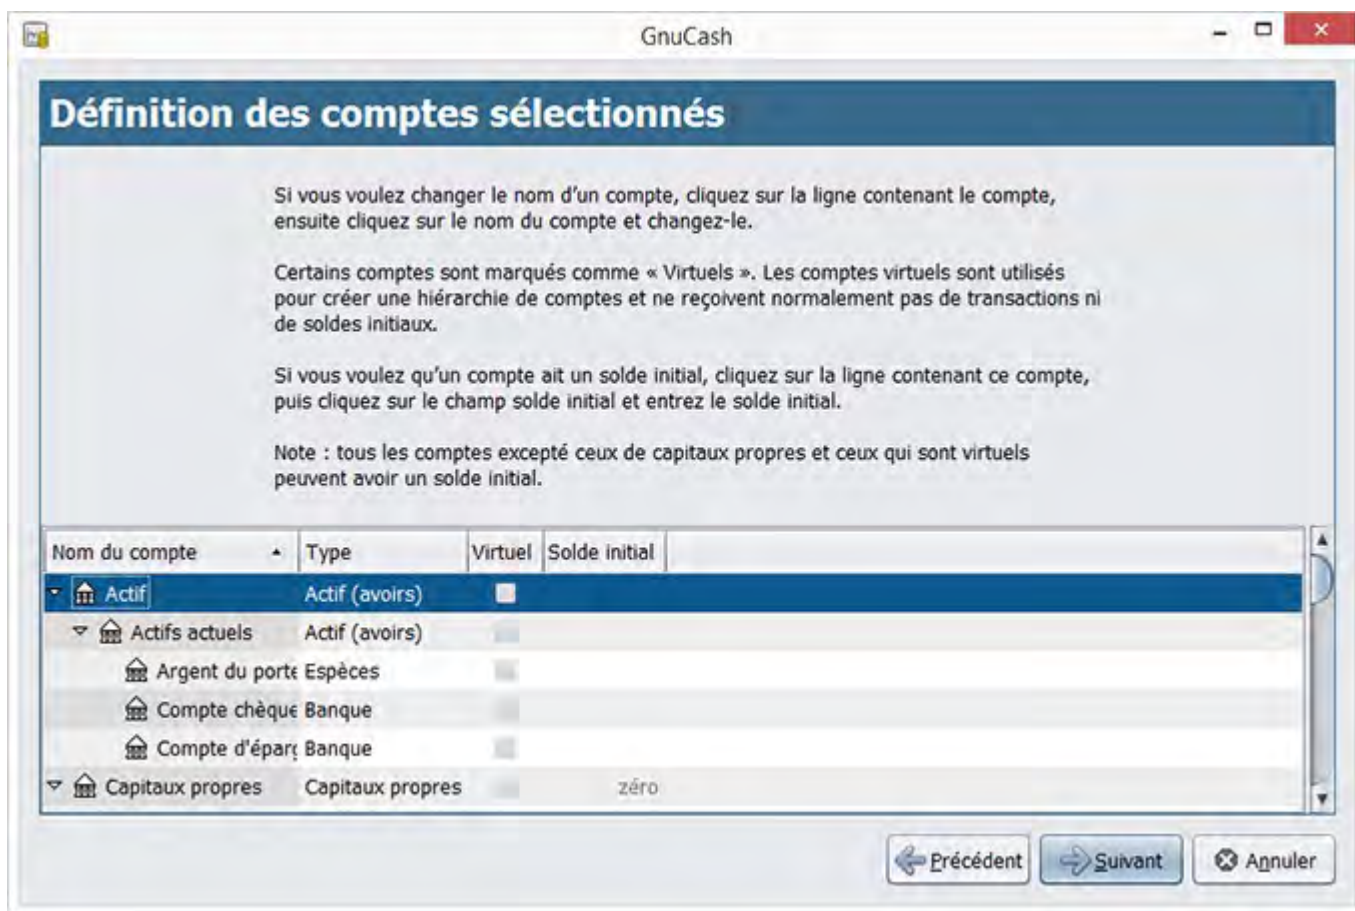 GnuCash
Définition des comptes sélectionnés
Si vous voulez changer le nom d'un compte, cliquez sur la ligne contenant le compte,
ensuite cliquez sur le nom du compte et changez-le.
Certains comptes sont marqués comme « Virtuels ». Les comptes virtuels sont utilisés
pour créer une hiérarchie de comptes et ne reçoivent normalement pas de transactions ni
de soldes initiaux.
Si vous voulez qu'un compte ait un solde initial, cliquez sur la ligne contenant ce compte,
puis cliquez sur le champ solde initial et entrez le solde initial.
Note : tous les comptes excepté ceux de capitaux propres et ceux qui sont virtuels
peuvent avoir un solde initial.
Nom du compte Type Virtuel Solde initial
Actif Actif (avoirs)
Actifs actuels Actif (avoirs)
Argent du porte Espèces
Compte chèque Banque
Compte d'éparg Banque
Capitaux propres Capitaux propres zéro
Précédent Suivant Annuler